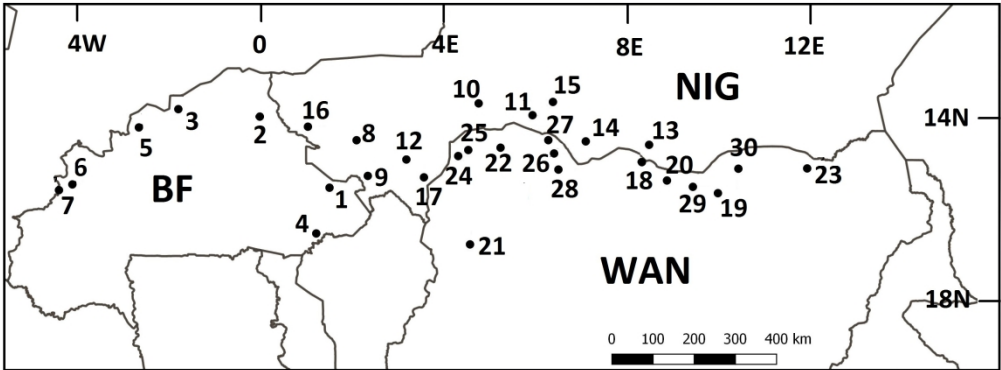 4W 0 4E 8E 12E
NIG
10 11 15
14N
3 2 16 27
5 8 12 25 14 13
6 22 26 20 30
BF 9 24 28 18 23
7 1 17 29 19
4
21
WAN
18N
0 100 200 300 400 km